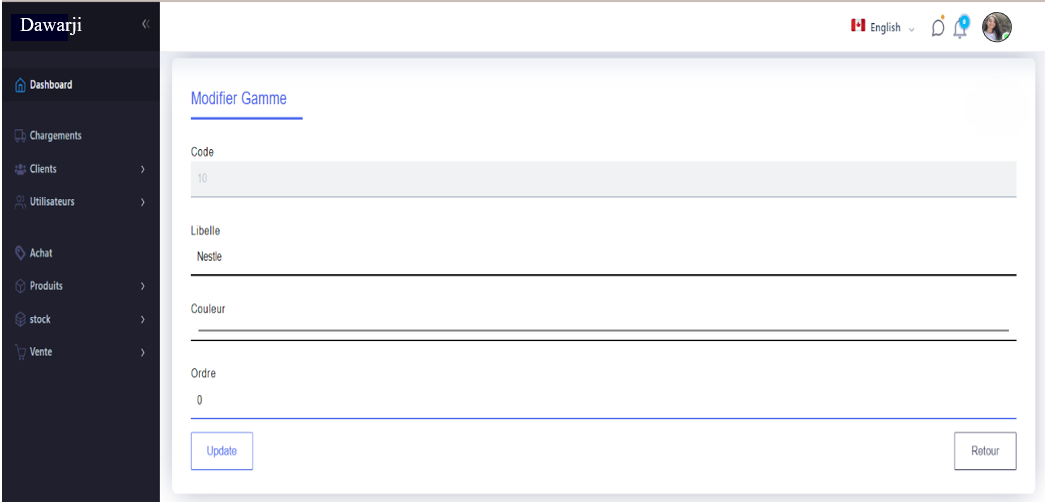 Dawarji
English
0
Dashboard
Chargements
Clients
Utilisateurs
Achat
Produits
stock
Vente
Modifier Gamme
Code
10
Libelle
Nestle
Couleur
Ordre
0
Update
Retour